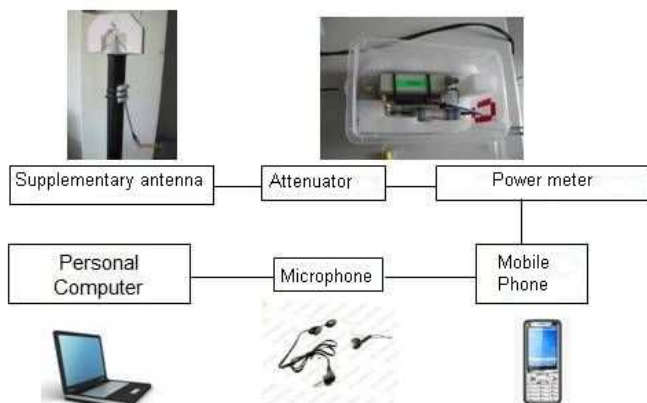 Supplementary antenna
Attenuator
Power meter
Personal
Computer
Microphone
Mobile
Phone